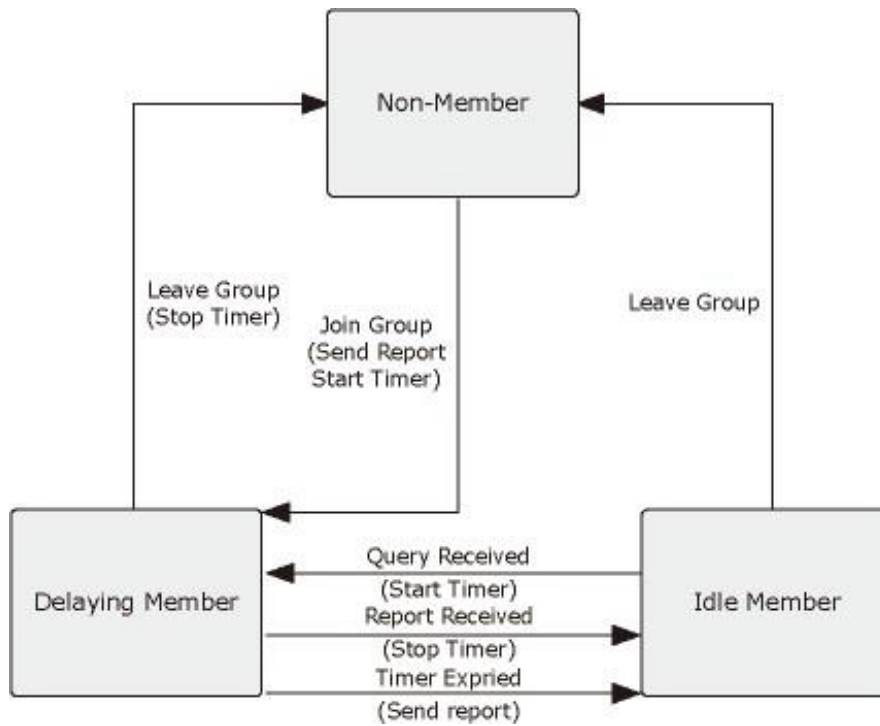 Non-Member
Leave Group
(Stop Timer)
Join Group
(Send Report
Start Timer)
Leave Group
Delaying Member
Query Received
(Start Timer)
Report Received
(Stop Timer)
Timer Expried
(Send report)
Idle Member